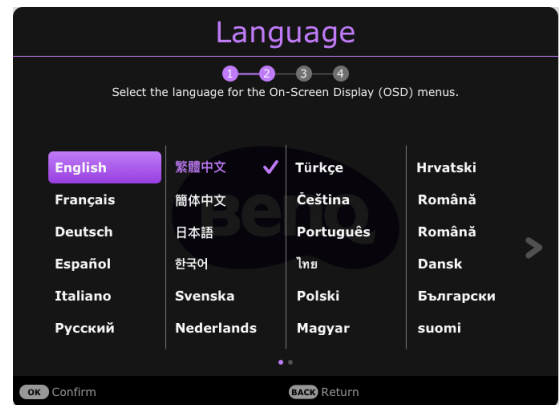 Language
1 2 3 4
Select the language for the On-Screen Display (OSD) menus.
English
Français
Deutsch
Español
Italiano
Русский
繁體中文
簡体中文
日本語
한국어
Svenska
Nederlands
Türkçe
Čeština
Português
ไทย
Polski
Magyar
Hrvatski
Română
Română
Dansk
Български
suomi
BenQ
OK Confirm
BACK Return